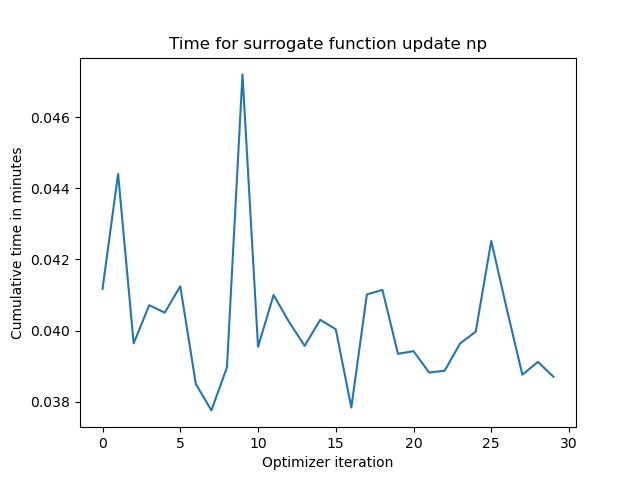 Time for surrogate function update np
Cumulative time in minutes
0.046
0.044
0.042
0.040
0.038
0 5 10 15 20 25 30
Optimizer iteration